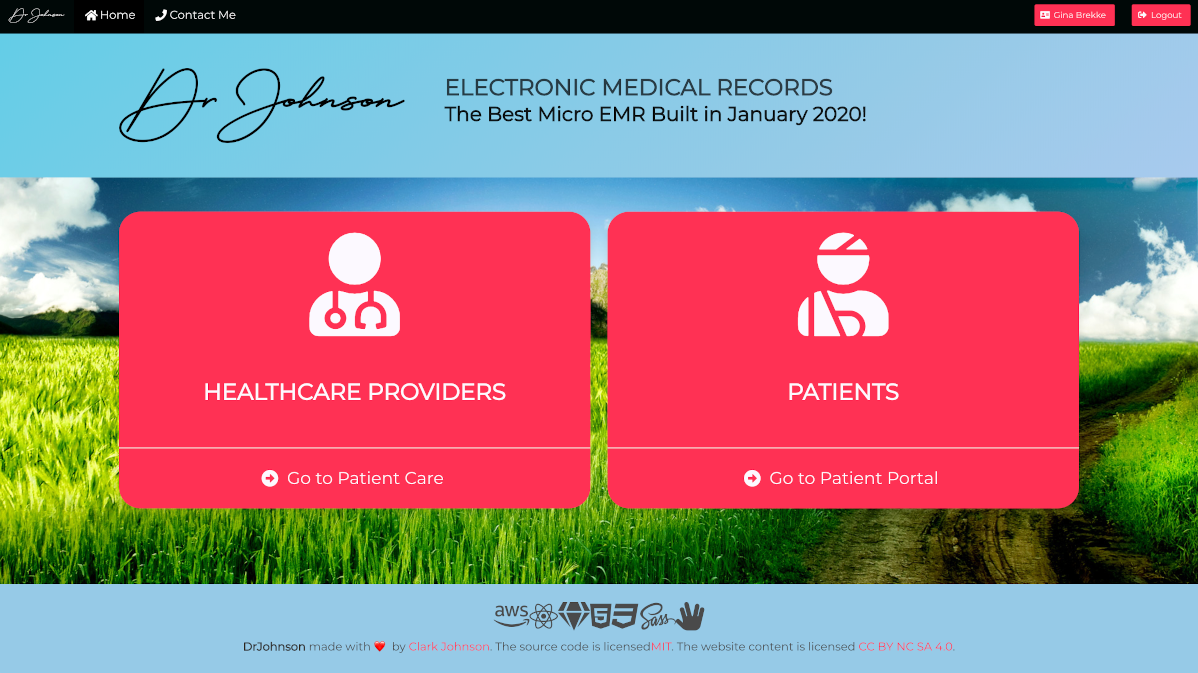 Dr Johnson Home Contact Me Gina Brekke Logout
Dr Johnson
ELECTRONIC MEDICAL RECORDS
The Best Micro EMR Built in January 2020!
HEALTHCARE PROVIDERS
Go to Patient Care
PATIENTS
Go to Patient Portal
aws Sass
DrJohnson made with by Clark Johnson. The source code is licensedMIT. The website content is licensed CC BY NC SA 4.0.